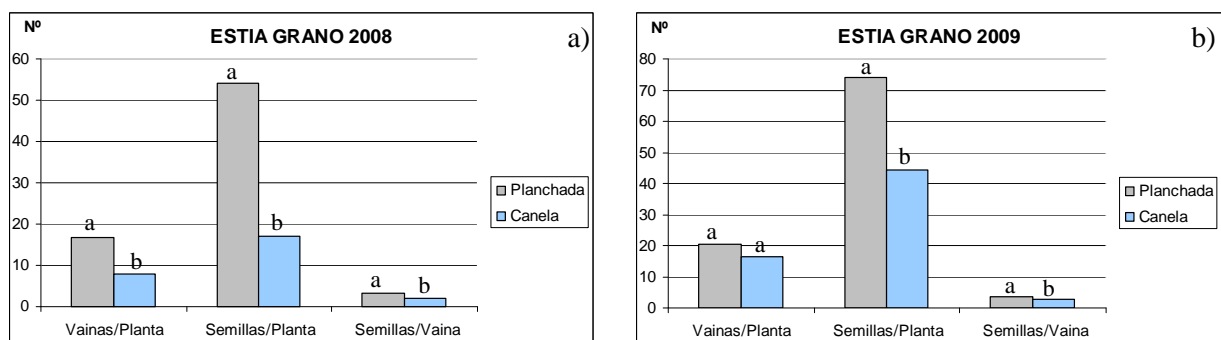 Nº
ESTIA GRANO 2008
a)
60
50
40
30
20
10
0
a
b
a
b
a
b
Vainas/Planta
Semillas/Planta
Semillas/Vaina
Planchada
Canela
Nº
ESTIA GRANO 2009
b)
80
70
60
50
40
30
20
10
0
a
a
a
b
a
b
Vainas/Planta
Semillas/Planta
Semillas/Vaina
Planchada
Canela